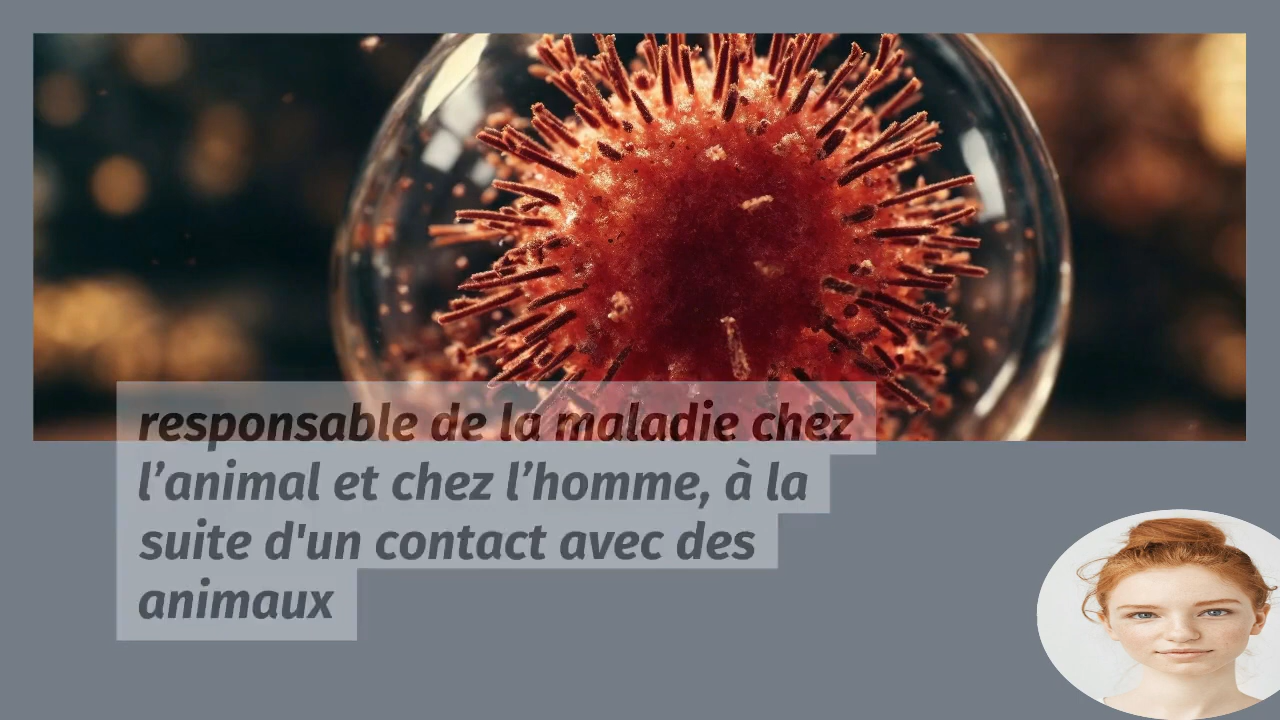 responsable de la maladie chez
l’animal et chez l’homme, à la
suite d'un contact avec des
animaux